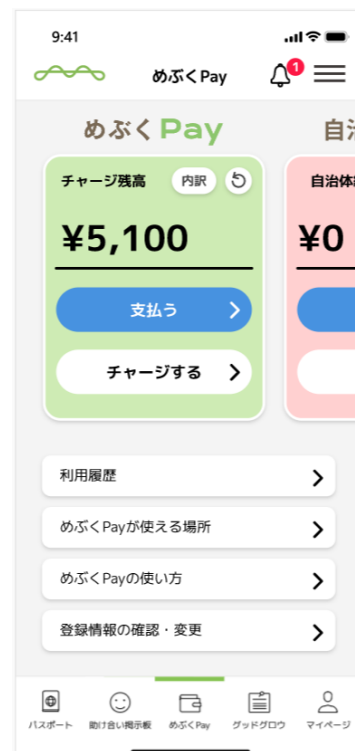 9:41
めぶくPay
1
めぶくPay
自
チャージ残高
内訳
自治体
¥5,100
¥0
支払う
チャージする
利用履歴
めぶくPayが使える場所
めぶくPayの使い方
登録情報の確認・変更
パスポート
助け合い掲示板
めぶくPay
グッドグロウ
マイページ